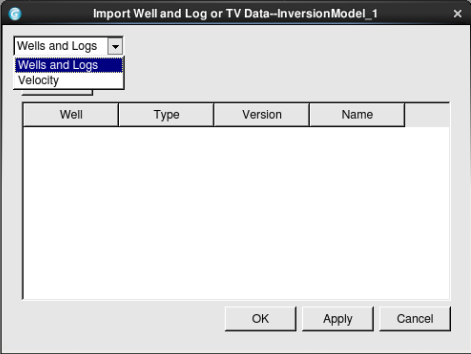 Import Well and Log or TV Data--InversionModel_1
Wells and Logs
Wells and Logs
Velocity
Well Type Version Name
OK Apply Cancel